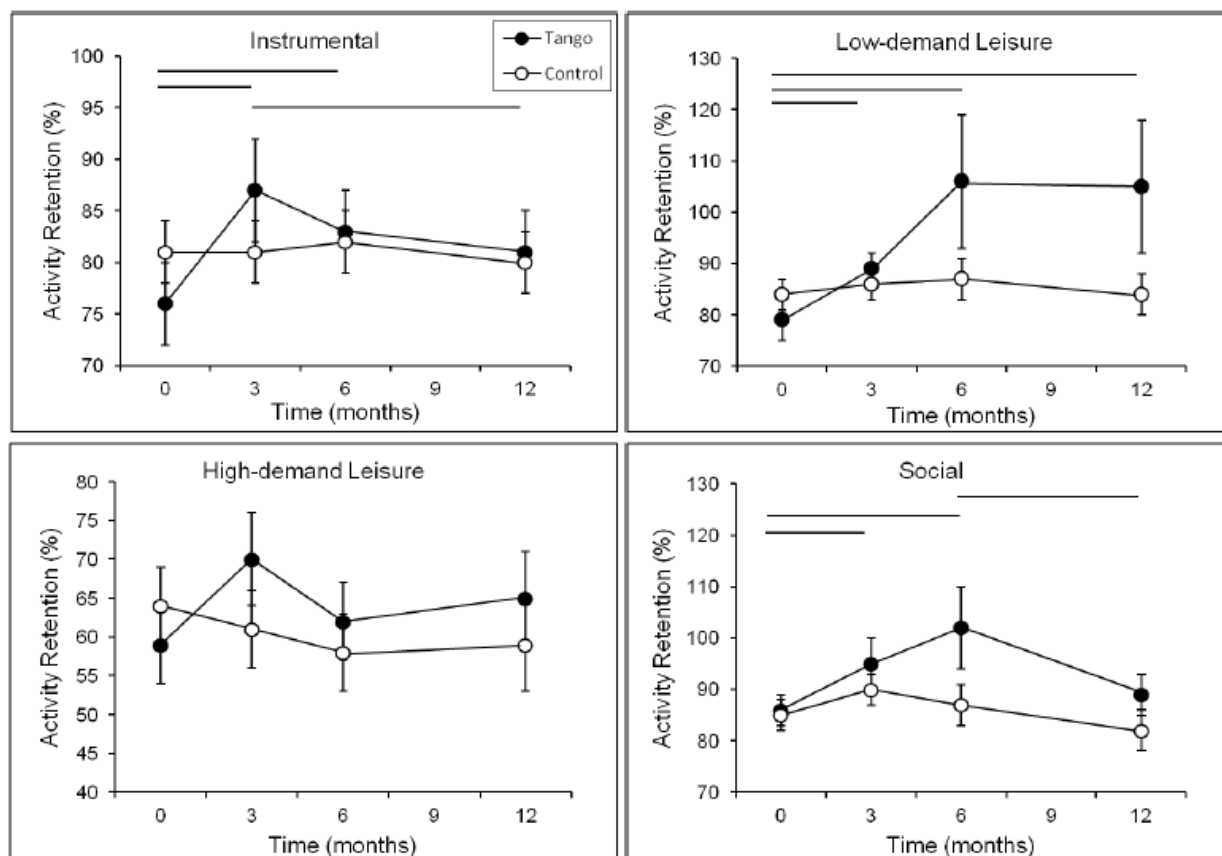 Instrumental
Tango
Control
100
95
90
85
80
75
70
Activity Retention (%)
0 3 6 9 12
Time (months)
Low-demand Leisure
130
120
110
100
90
80
70
Activity Retention (%)
0 3 6 9 12
Time (months)
High-demand Leisure
80
75
70
65
60
55
50
45
40
Activity Retention (%)
0 3 6 9 12
Time (months)
Social
130
120
110
100
90
80
70
Activity Retention (%)
0 3 6 9 12
Time (months)